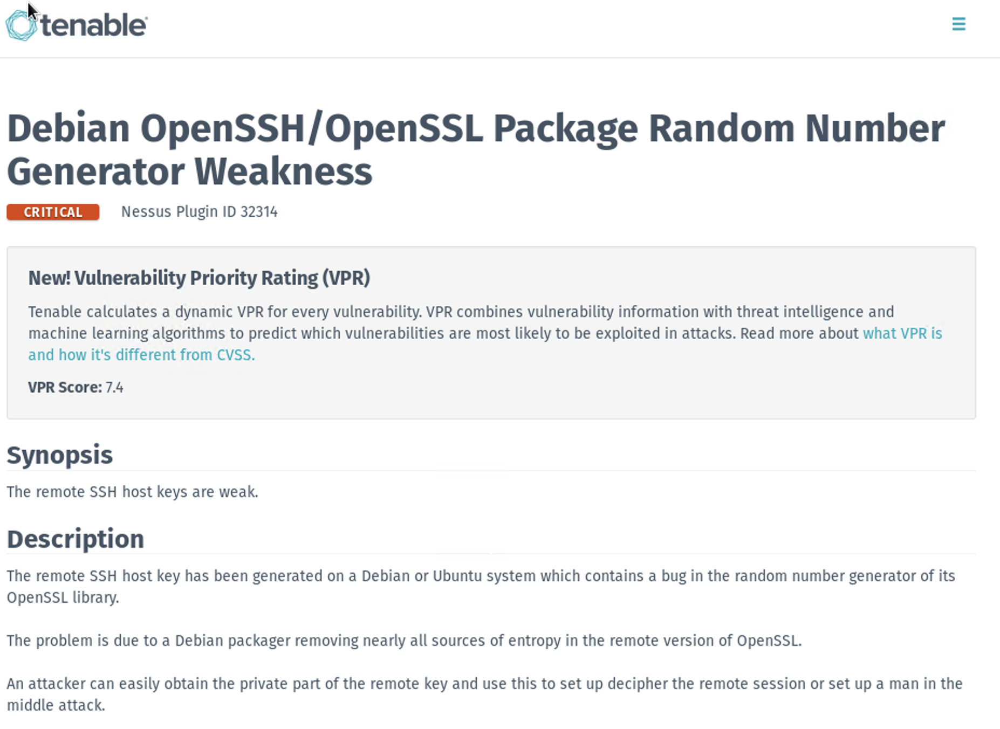 tenable
Debian OpenSSH/OpenSSL Package Random Number
Generator Weakness
CRITICAL Nessus Plugin ID 32314
New! Vulnerability Priority Rating (VPR)
Tenable calculates a dynamic VPR for every vulnerability. VPR combines vulnerability information with threat intelligence and
machine learning algorithms to predict which vulnerabilities are most likely to be exploited in attacks. Read more about what VPR is
and how it's different from CVSS.
VPR Score: 7.4
Synopsis
The remote SSH host keys are weak.
Description
The remote SSH host key has been generated on a Debian or Ubuntu system which contains a bug in the random number generator of its
OpenSSL library.
The problem is due to a Debian packager removing nearly all sources of entropy in the remote version of OpenSSL.
An attacker can easily obtain the private part of the remote key and use this to set up decipher the remote session or set up a man in the
middle attack.